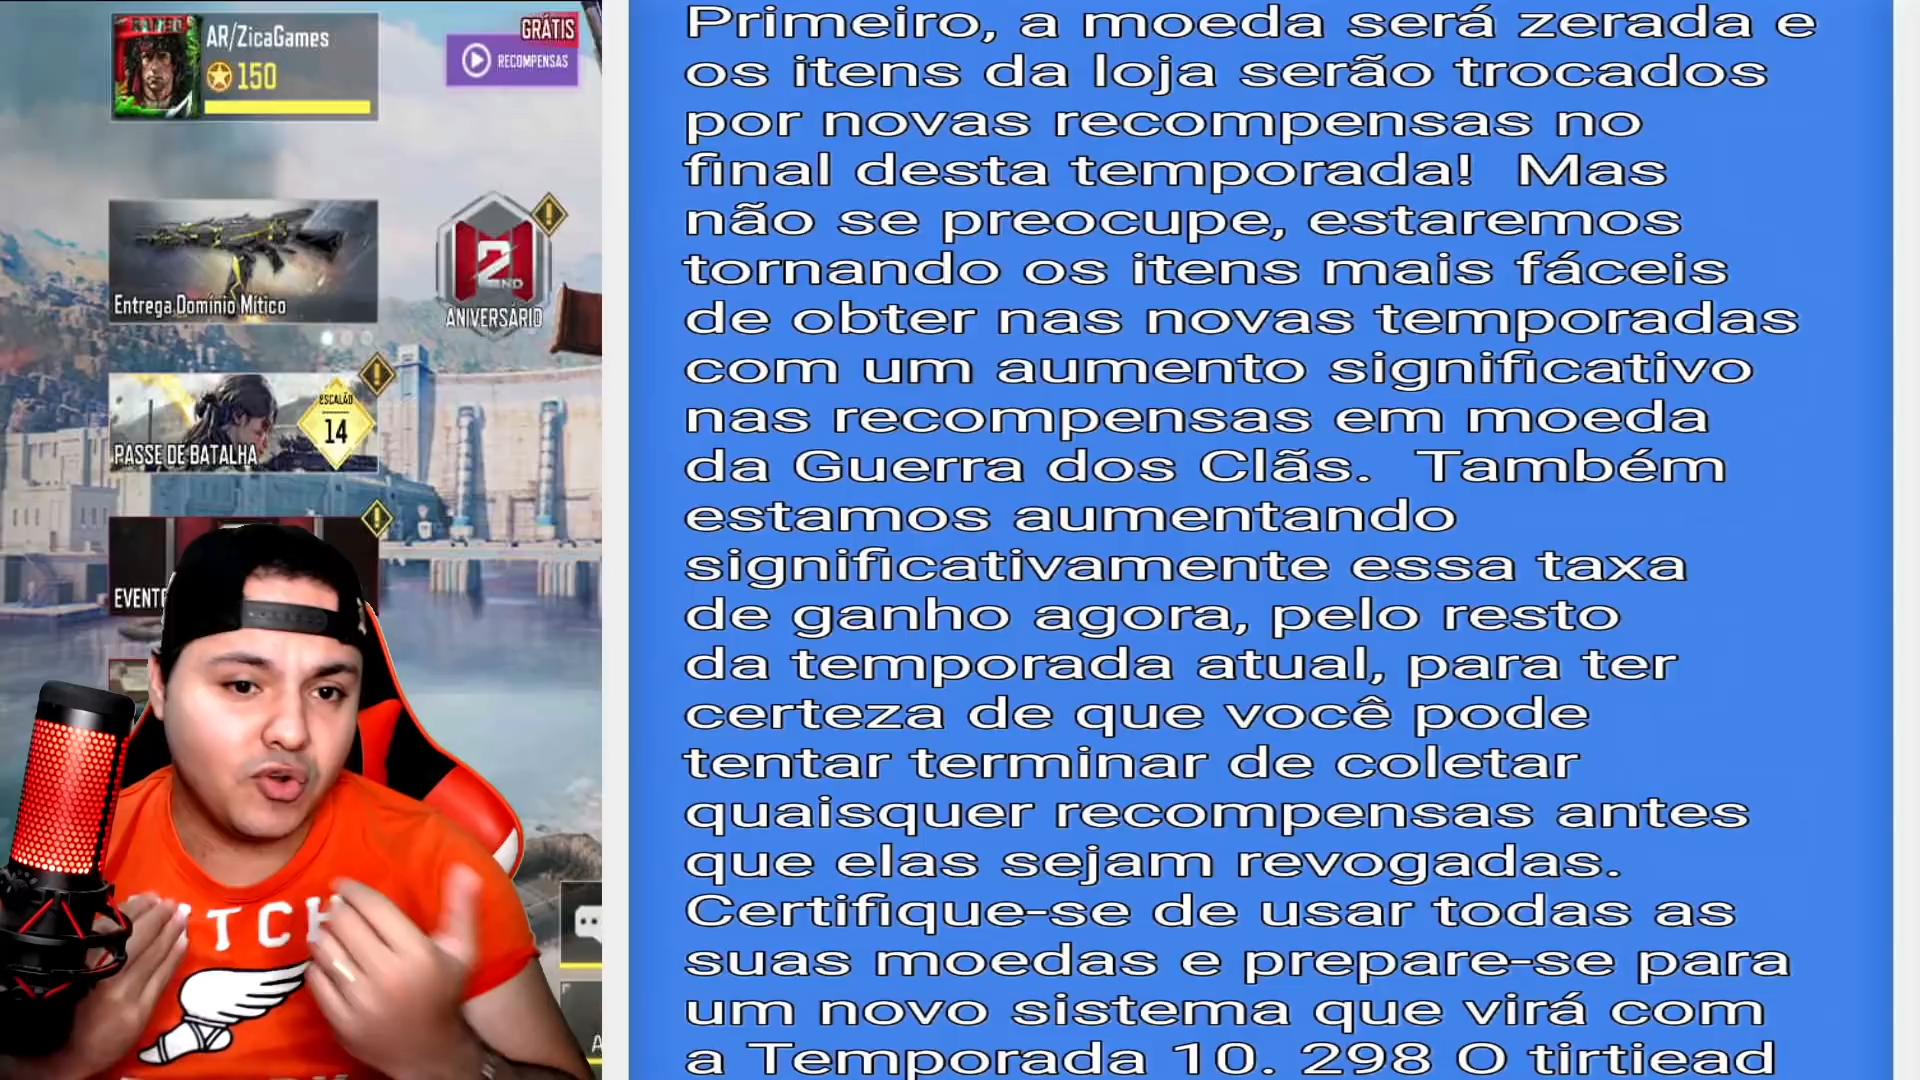 AR/ZicaGames
150
GRÁTIS
RECOMPENSAS
Entrega Domínio Mítico
2
ND
ANIVERSÁRIO
ESCALÃO
14
PASSE DE BATALHA
Primeiro, a moeda será zerada e
os itens da loja serão trocados
por novas recompensas no
final desta temporada!  Mas
não se preocupe, estaremos
tornando os itens mais fáceis
de obter nas novas temporadas
com um aumento significativo
nas recompensas em moeda
da Guerra dos Clãs.  Também
estamos aumentando
significativamente essa taxa
de ganho agora, pelo resto
da temporada atual, para ter
certeza de que você pode
tentar terminar de coletar
quaisquer recompensas antes
que elas sejam revogadas.
Certifique-se de usar todas as
suas moedas e prepare-se para
um novo sistema que virá com
a Temporada 10. 298 O tirtiead